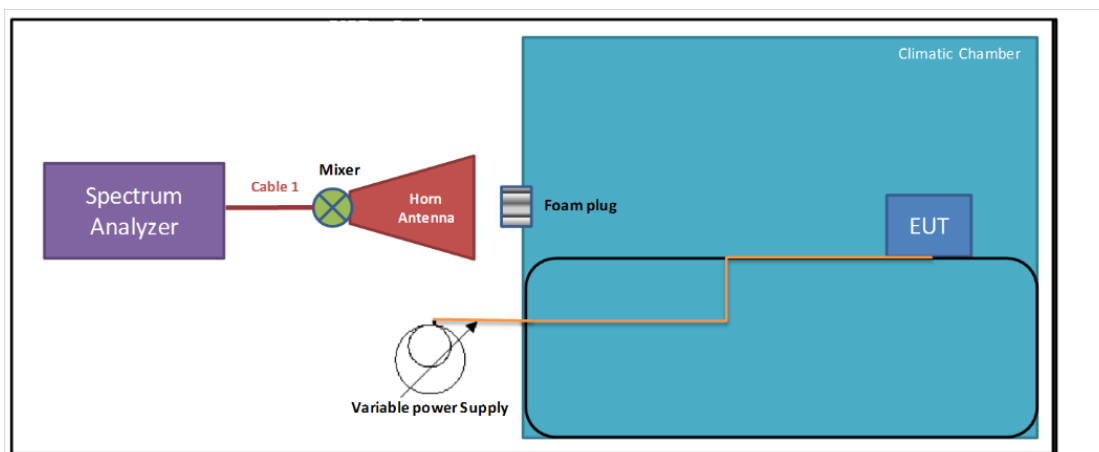 Climatic Chamber
Spectrum
Analyzer
Cable 1
Mixer
Horn
Antenna
Foam plug
EUT
Variable power Supply